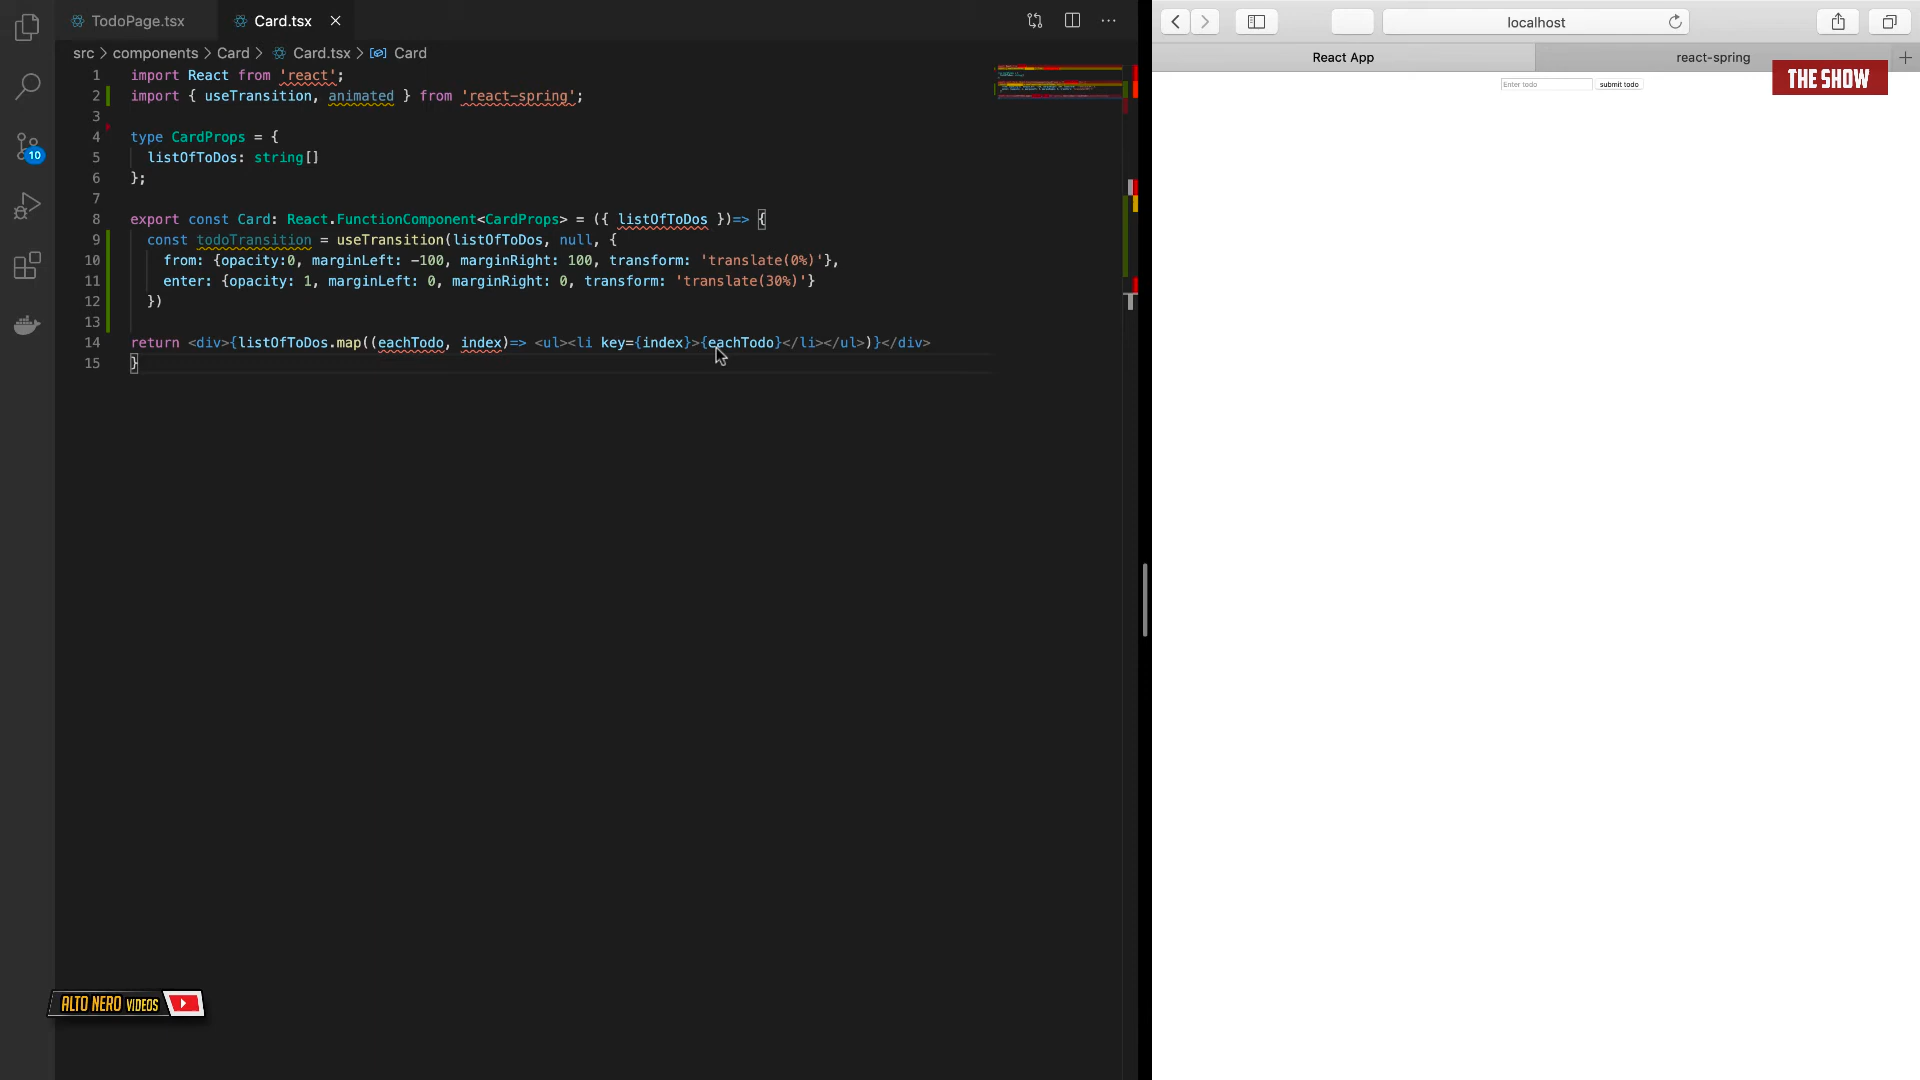 TodoPage.tsx
Card.tsx
src > components > Card > Card.tsx > Card
1 import React from 'react';
2 import { useTransition, animated } from 'react-spring';
3
4 type CardProps = {
5 listOfToDos: string[]
6 };
7
8 export const Card: React.FunctionComponent<CardProps> = ({ listOfToDos })=> {
9 const todoTransition = useTransition(listOfToDos, null, {
10 from: {opacity:0, marginLeft: -100, marginRight: 100, transform: 'translate(0%)'},
11 enter: {opacity: 1, marginLeft: 0, marginRight: 0, transform: 'translate(30%)'}
12 })
13
14 return <div>{listOfToDos.map((eachTodo, index)=> <ul><li key={index}>{eachTodo}</li></ul>)}</div>
15 }
10
ALTO NERO VIDEOS
localhost
React App
react-spring
THE SHOW
Enter todo
submit todo